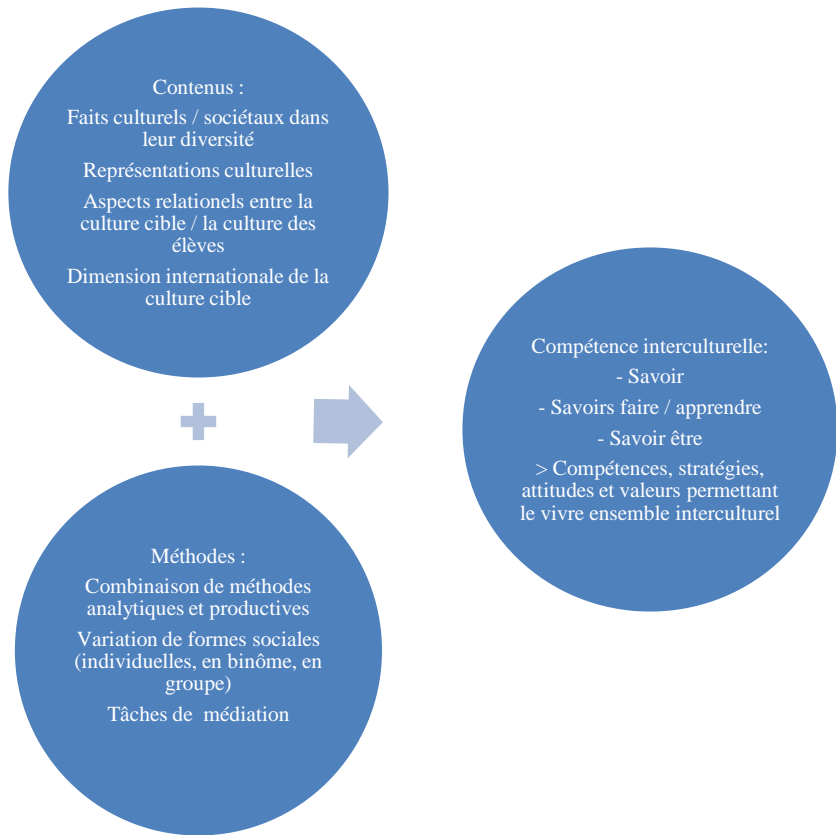 Contenus :
Faits culturels / sociétaux dans
leur diversité
Représentations culturelles
Aspects relationels entre la
culture cible / la culture des
élèves
Dimension internationale de la
culture cible
Méthodes :
Combinaison de méthodes
analytiques et productives
Variation de formes sociales
(individuelles, en binôme, en
groupe)
Tâches de médiation
Compétence interculturelle:
- Savoir
- Savoirs faire / apprendre
- Savoir être
> Compétences, stratégies,
attitudes et valeurs permettant
le vivre ensemble interculturel